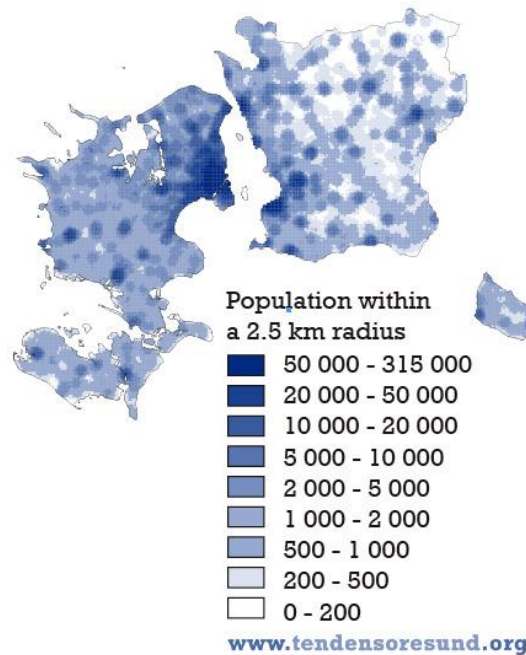 Population within
a 2.5 km radius
50 000 - 315 000
20 000 - 50 000
10 000 - 20 000
5 000 - 10 000
2 000 - 5 000
1 000 - 2 000
500 - 1 000
200 - 500
0 - 200
www.tendensoresund.org